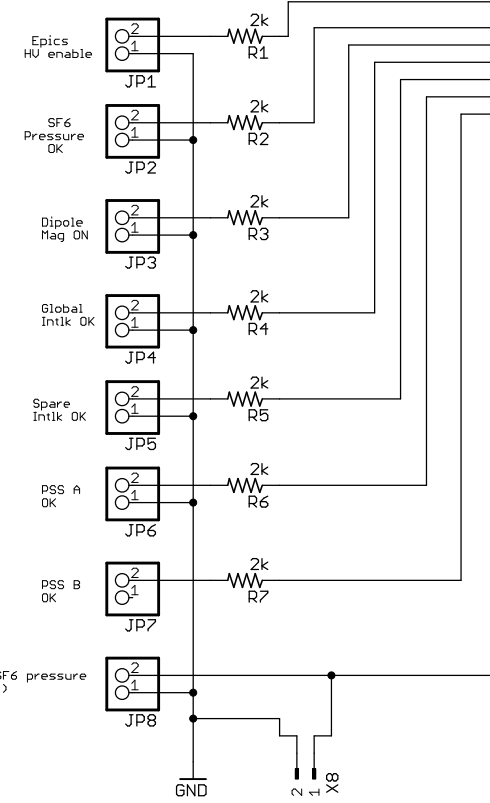 Epics
HV enable
2
1
JP1
2k
R1
SF6
Pressure
OK
2
1
JP2
2k
R2
Dipole
Mag ON
2
1
JP3
2k
R3
Global
Intlk OK
2
1
JP4
2k
R4
Spare
Intlk OK
2
1
JP5
2k
R5
PSS A
OK
2
1
JP6
2k
R6
PSS B
OK
2
1
JP7
2k
R7
SF6 pressure
)
2
1
JP8
GND
2
1
X8